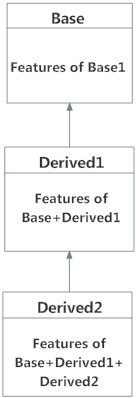 Base
Features of Base1
Derived1
Features of
Base+Derived1
Derived2
Features of
Base+Derived1+
Derived2